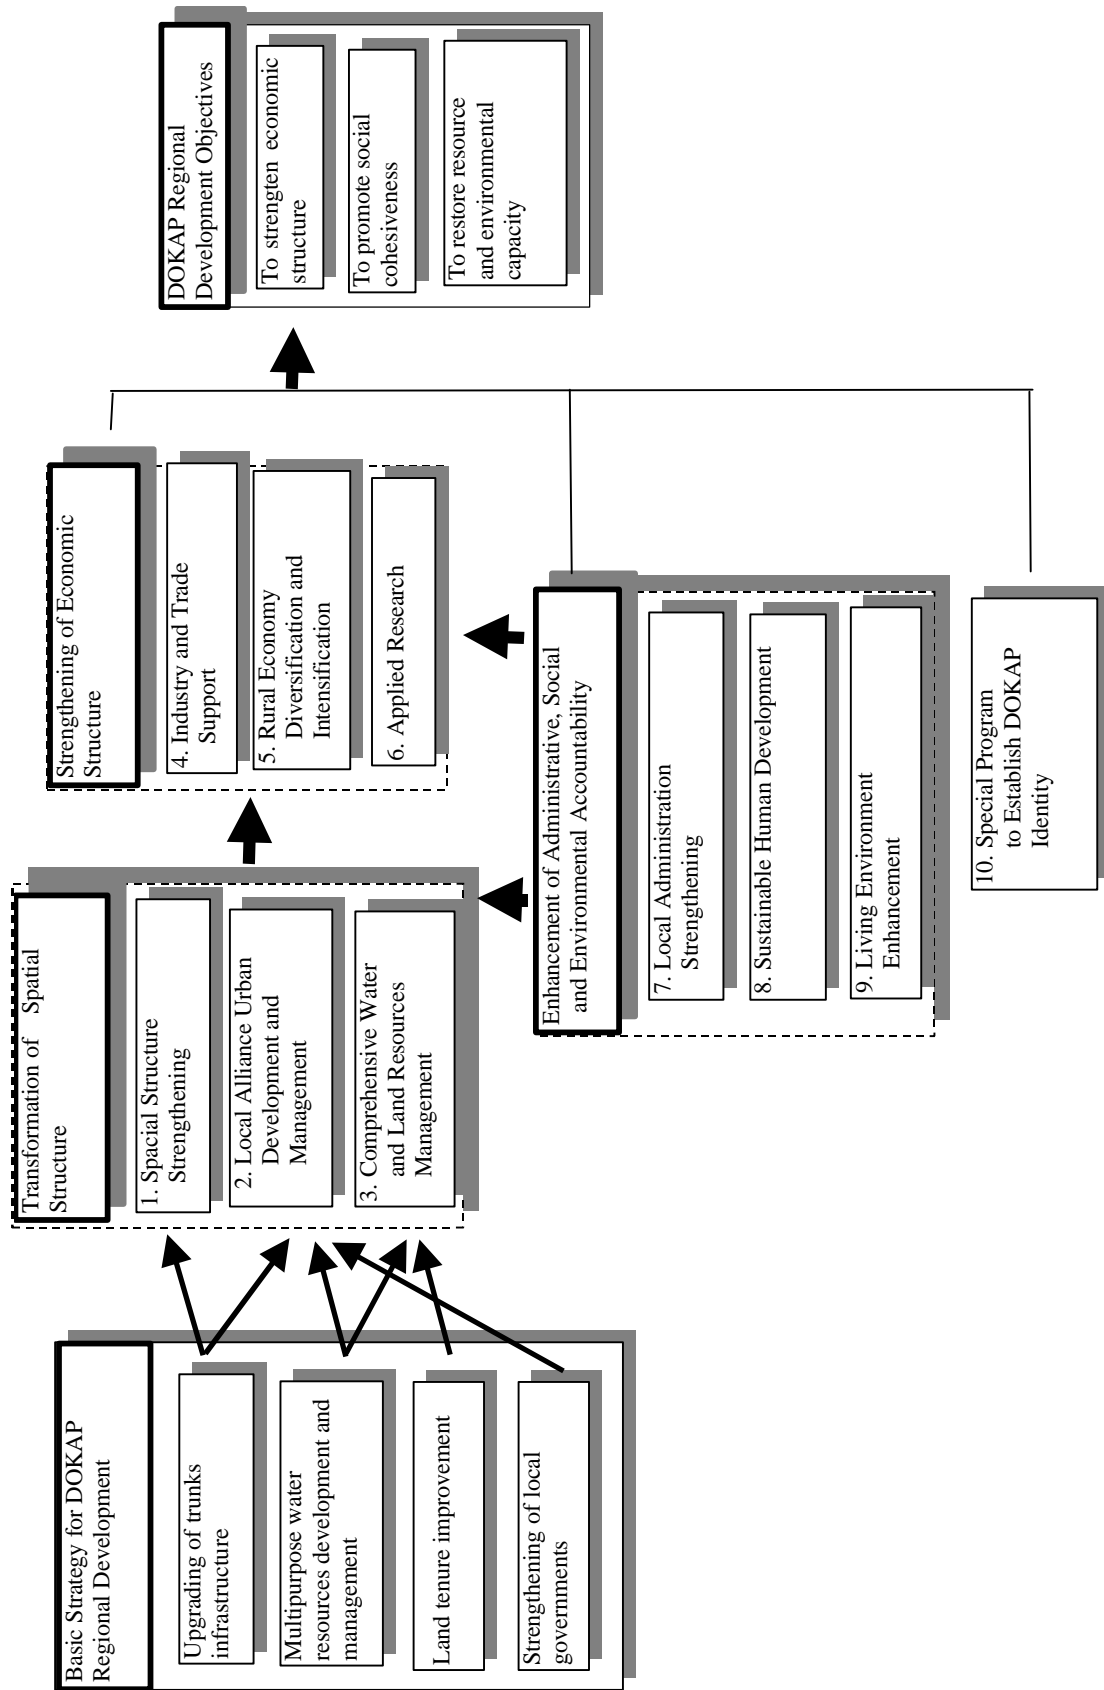 Basic Strategy for DOKAP
Regional Development
Upgrading of trunks
infrastructure
Multipurpose water
resources development and
management
Land tenure improvement
Strengthening of local
governments
Transformation of Spatial
Structure
1. Spacial Structure
Strengthening
2. Local Alliance Urban
Development and
Management
3. Comprehensive Water
and Land Resources
Management
Strengthening of Economic
Structure
4. Industry and Trade
Support
5. Rural Economy
Diversification and
Intensification
6. Applied Research
Enhancement of Administrative, Social
and Environmental Accountability
7. Local Administration
Strengthening
8. Sustainable Human Development
9. Living Environment
Enhancement
10. Special Program
to Establish DOKAP
Identity
DOKAP Regional
Development Objectives
To strengten economic
structure
To promote social
cohesiveness
To restore resource
and environmental
capacity